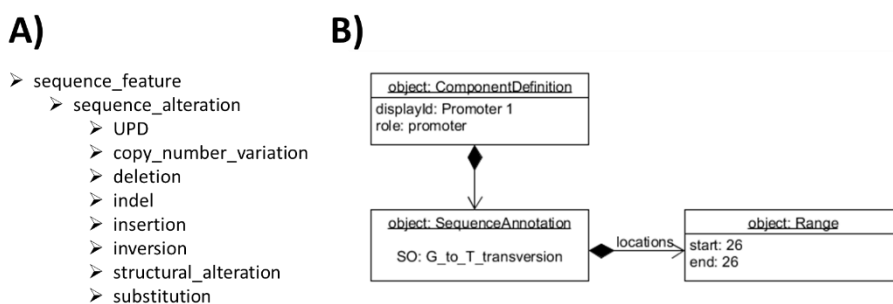 A)
➢ sequence_feature
➢ sequence_alteration
➢ UPD
➢ copy_number_variation
➢ deletion
➢ indel
➢ insertion
➢ inversion
➢ structural_alteration
➢ substitution
B)
object: ComponentDefinition
displayId: Promoter 1
role: promoter
object: SequenceAnnotation
SO: G_to_T_transversion
locations
object: Range
start: 26
end: 26